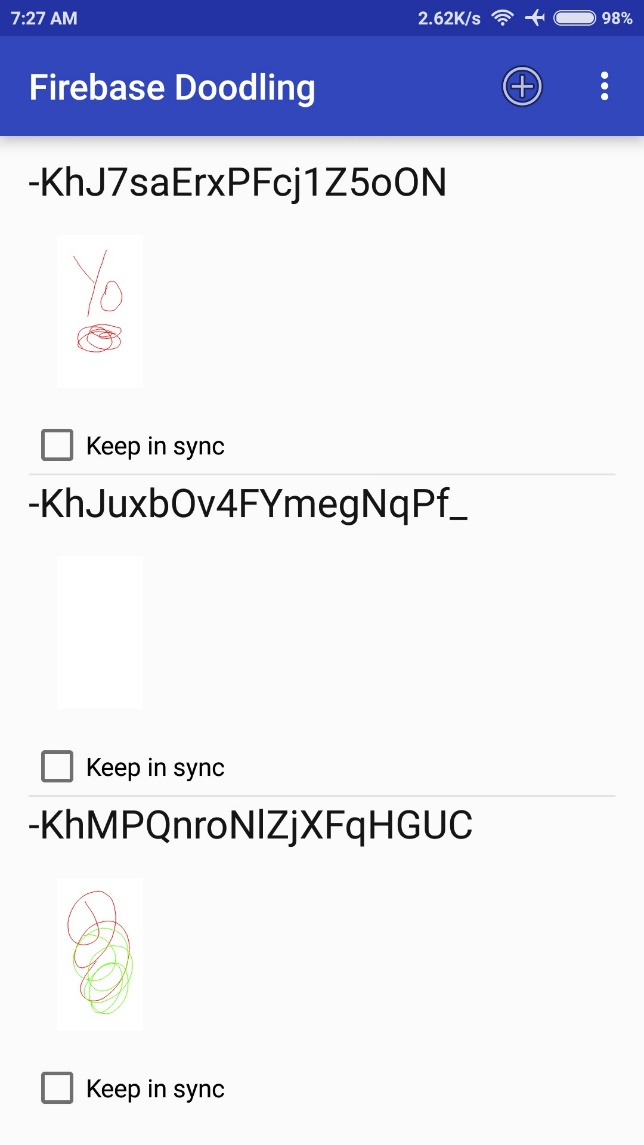 7:27 AM 2.62K/s 98%
Firebase Doodling
-KhJ7saErxPFcj1Z5oON
Yo
Keep in sync
-KhJuxbOv4FYmegNqPf_
Keep in sync
-KhMPQnroNlZjXFqHGUC
Keep in sync